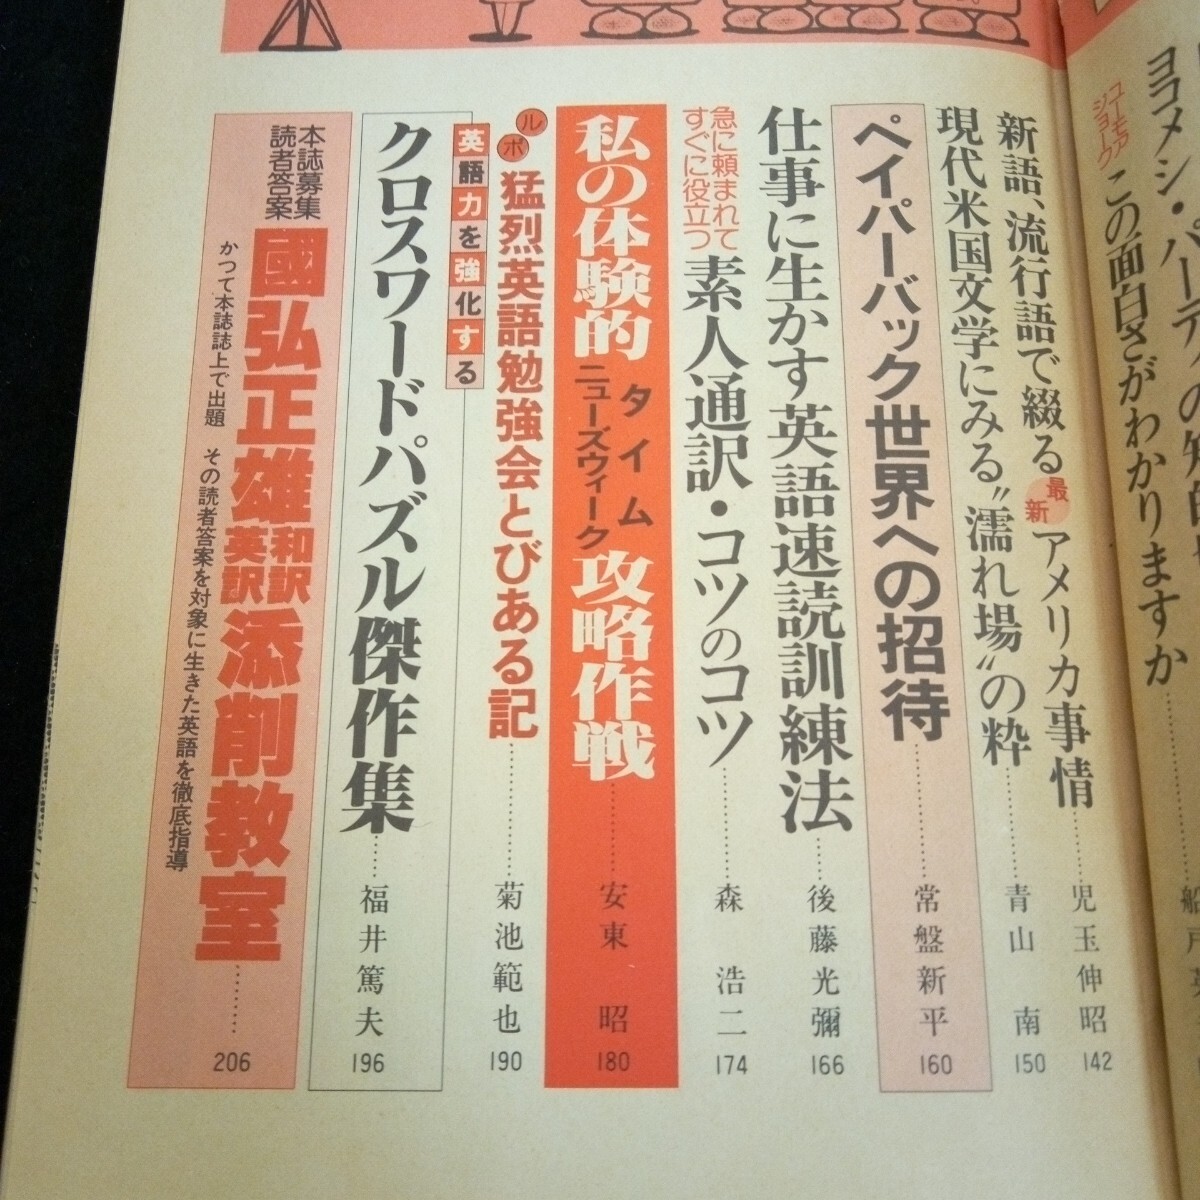 ヨコメシ・パーティの知的
ユーモア
ジョーク
この面白さがわかりますか
新語、流行語で綴る
最新
アメリカ事情
児玉伸昭
142
現代米国文学にみる〝濡れ場〟の粋
青山南
150
ペイパーバック世界への招待
常盤新平
160
仕事に生かす英語速読訓練法
後藤光彌
166
急に頼まれて
すぐに役立つ
素人通訳・コツのコツ
森浩二
174
私の体験的
タイム
ニューズウィーク
攻略作戦
安東昭
180
ルポ
猛烈英語勉強会とびある記
菊池範也
190
英語力を強化する
クロスワードパズル傑作集
福井篤夫
196
本誌募集
読者答案
國弘正雄
和訳
英訳
添削教室
206
かつて本誌誌上で出題 その読者答案を対象に生きた英語を徹底指導